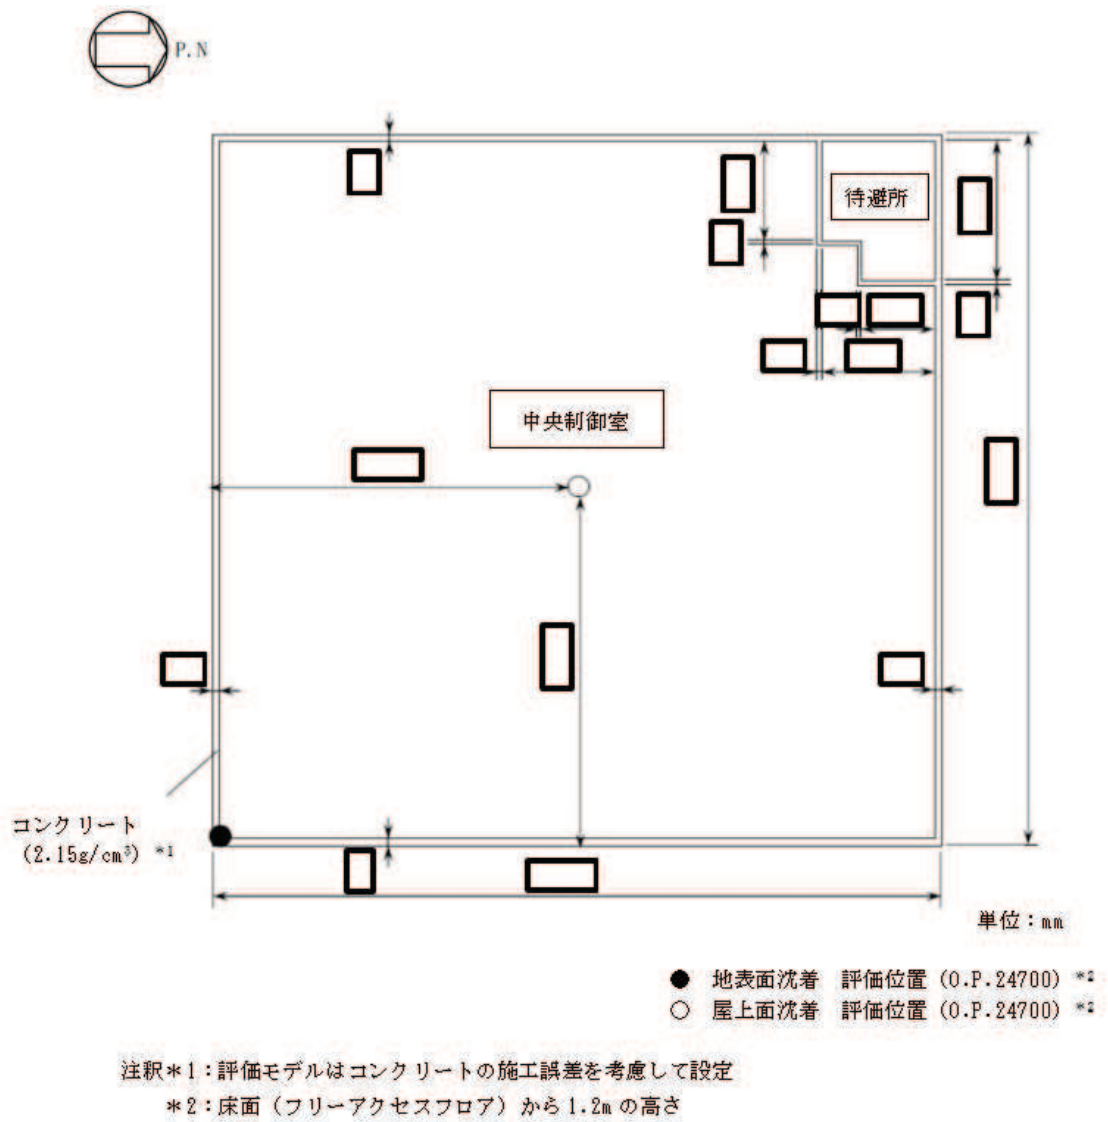 P.N
待避所
中央制御室
コンクリート
(2.15g/cm³) *1
単位：mm
● 地表面沈着 評価位置 (O.P.24700) *2
○ 屋上面沈着 評価位置 (O.P.24700) *2
注釈*1：評価モデルはコンクリートの施工誤差を考慮して設定
*2：床面（フリーアクセスフロア）から1.2mの高さ